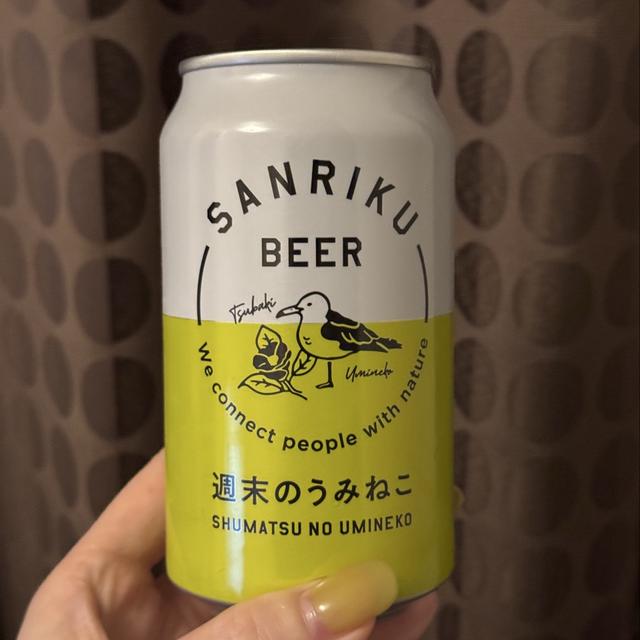 SANRIKU
BEER
Tsubaki
Umineko
We connect people with nature
週末のうみねこ
SHUMATSU NO UMINEKO